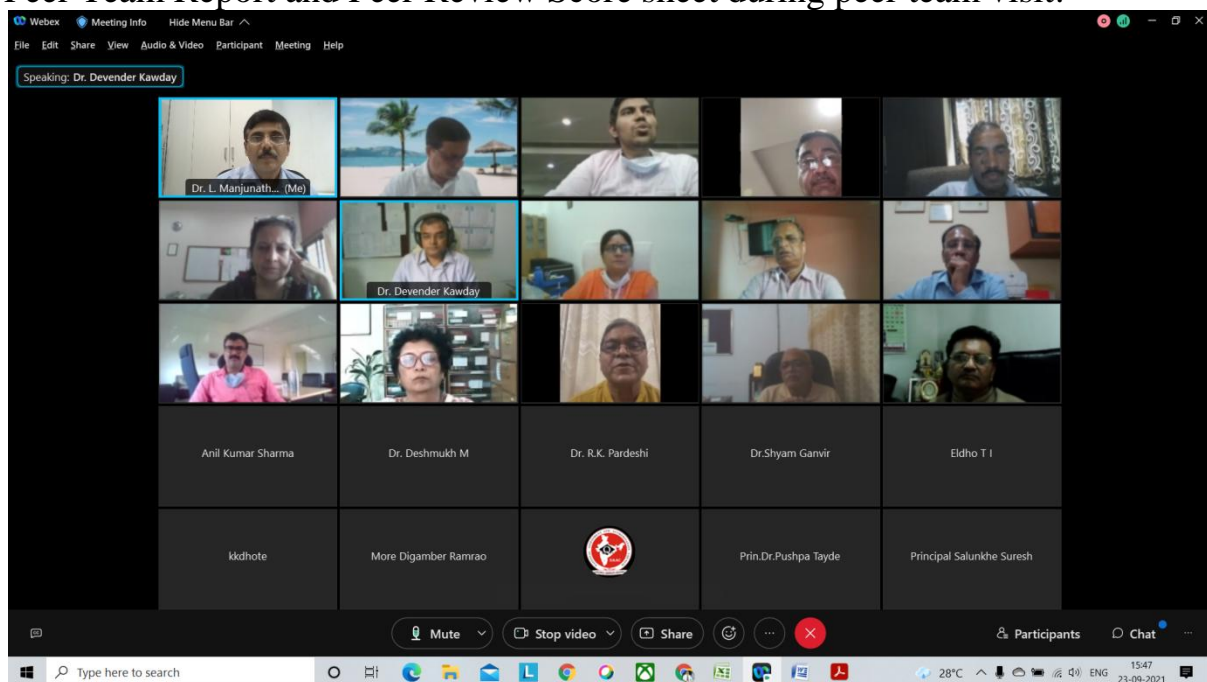 Peer Team Report and Peer Review Score sheet during peer team visit.
Webex Meeting Info Hide Menu Bar
File Edit Share View Audio & Video Participant Meeting Help
Speaking: Dr. Devender Kawday
Dr. L. Manjunath... (Me)
Dr. Devender Kawday
Anil Kumar Sharma Dr. Deshmukh M Dr. R.K. Pardeshi Dr.Shyam Ganvir Eldho T I
kkdhote More Digamber Ramrao Prin.Dr.Pushpa Tayde Principal Salunkhe Suresh
Mute Stop video Share Participants Chat
Type here to search 28°C ENG 15:47
23-09-2021